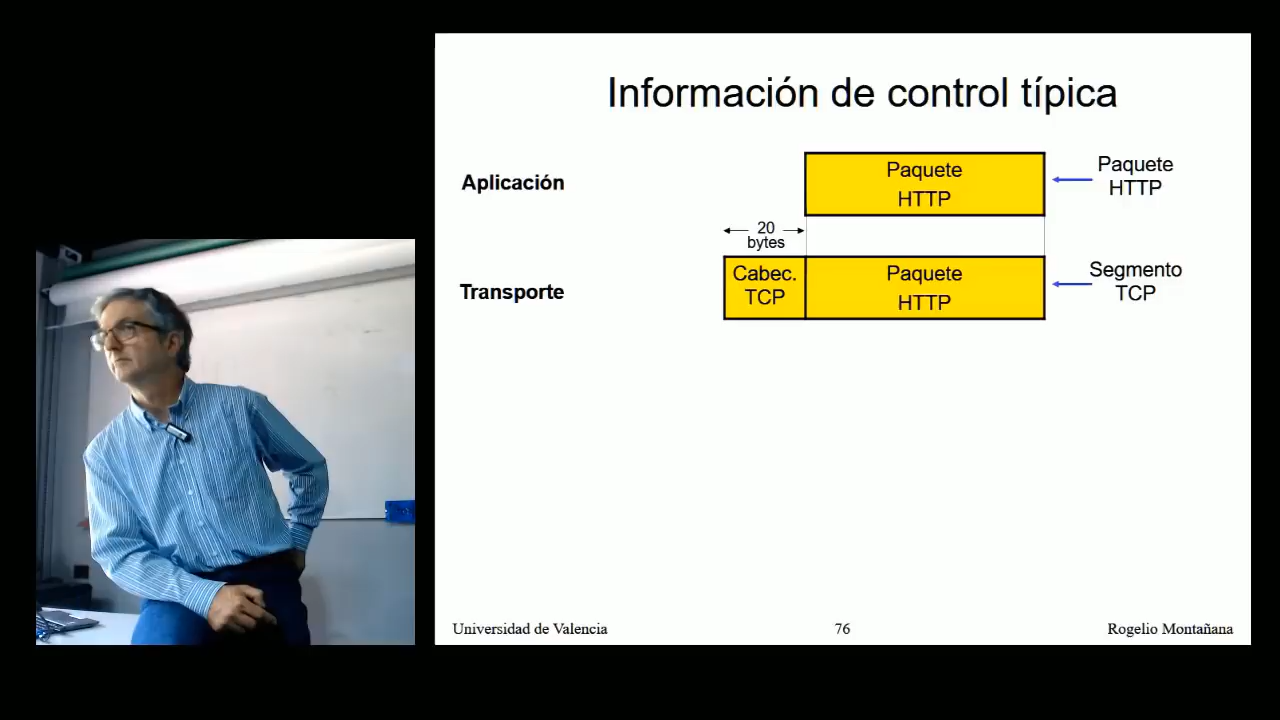 Información de control típica
Aplicación
Paquete
HTTP
Paquete
HTTP
20
bytes
Transporte
Cabec.
TCP
Paquete
HTTP
Segmento
TCP
Universidad de Valencia
76
Rogelio Montañana